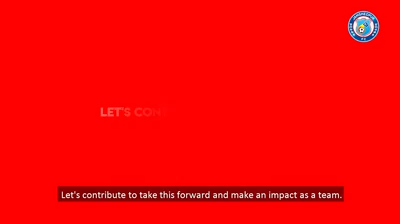 LET'S CON
Let's contribute to take this forward and make an impact as a team.